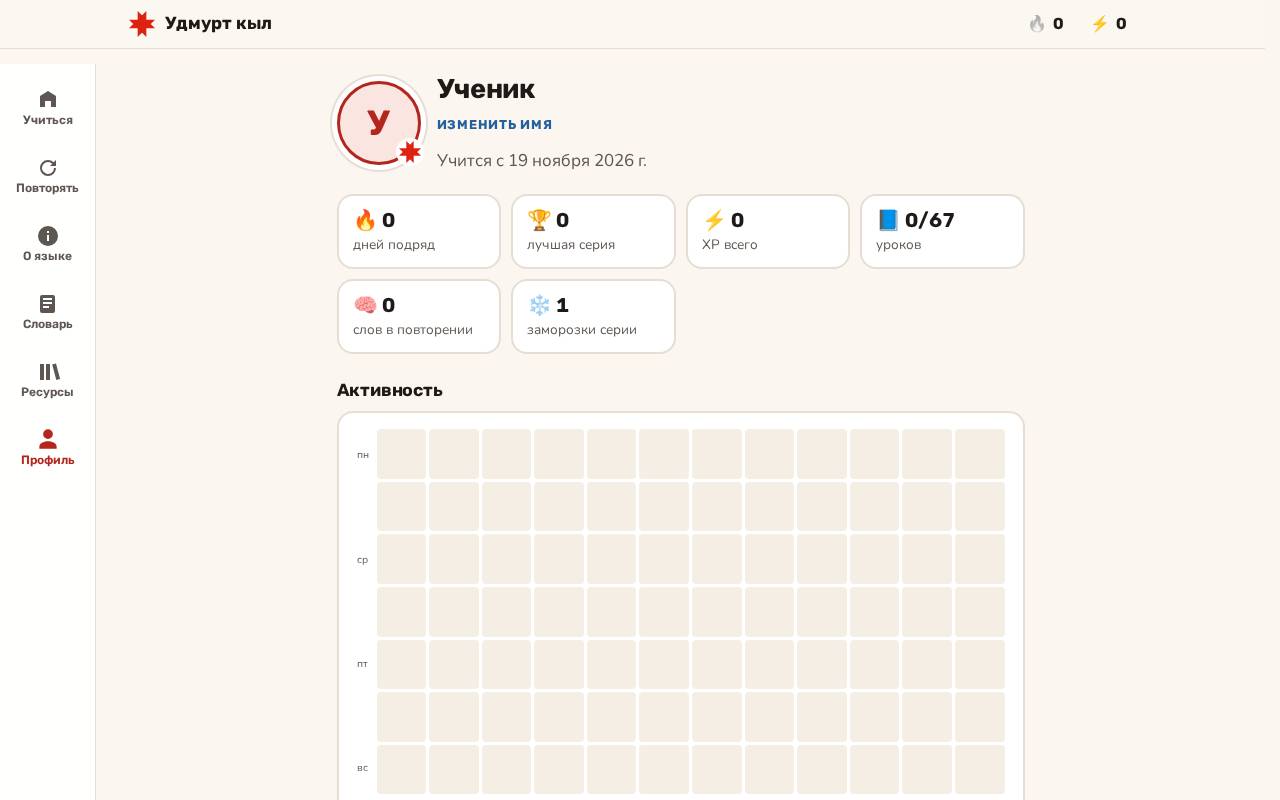 Удмурт кыл
0
0
Учиться
Повторять
О языке
Словарь
Ресурсы
Профиль
У
Ученик
ИЗМЕНИТЬ ИМЯ
Учится с 19 ноября 2026 г.
0
дней подряд
0
лучшая серия
0
XP всего
0/67
уроков
0
слов в повторении
1
заморозки серии
Активность
пн
ср
пт
вс